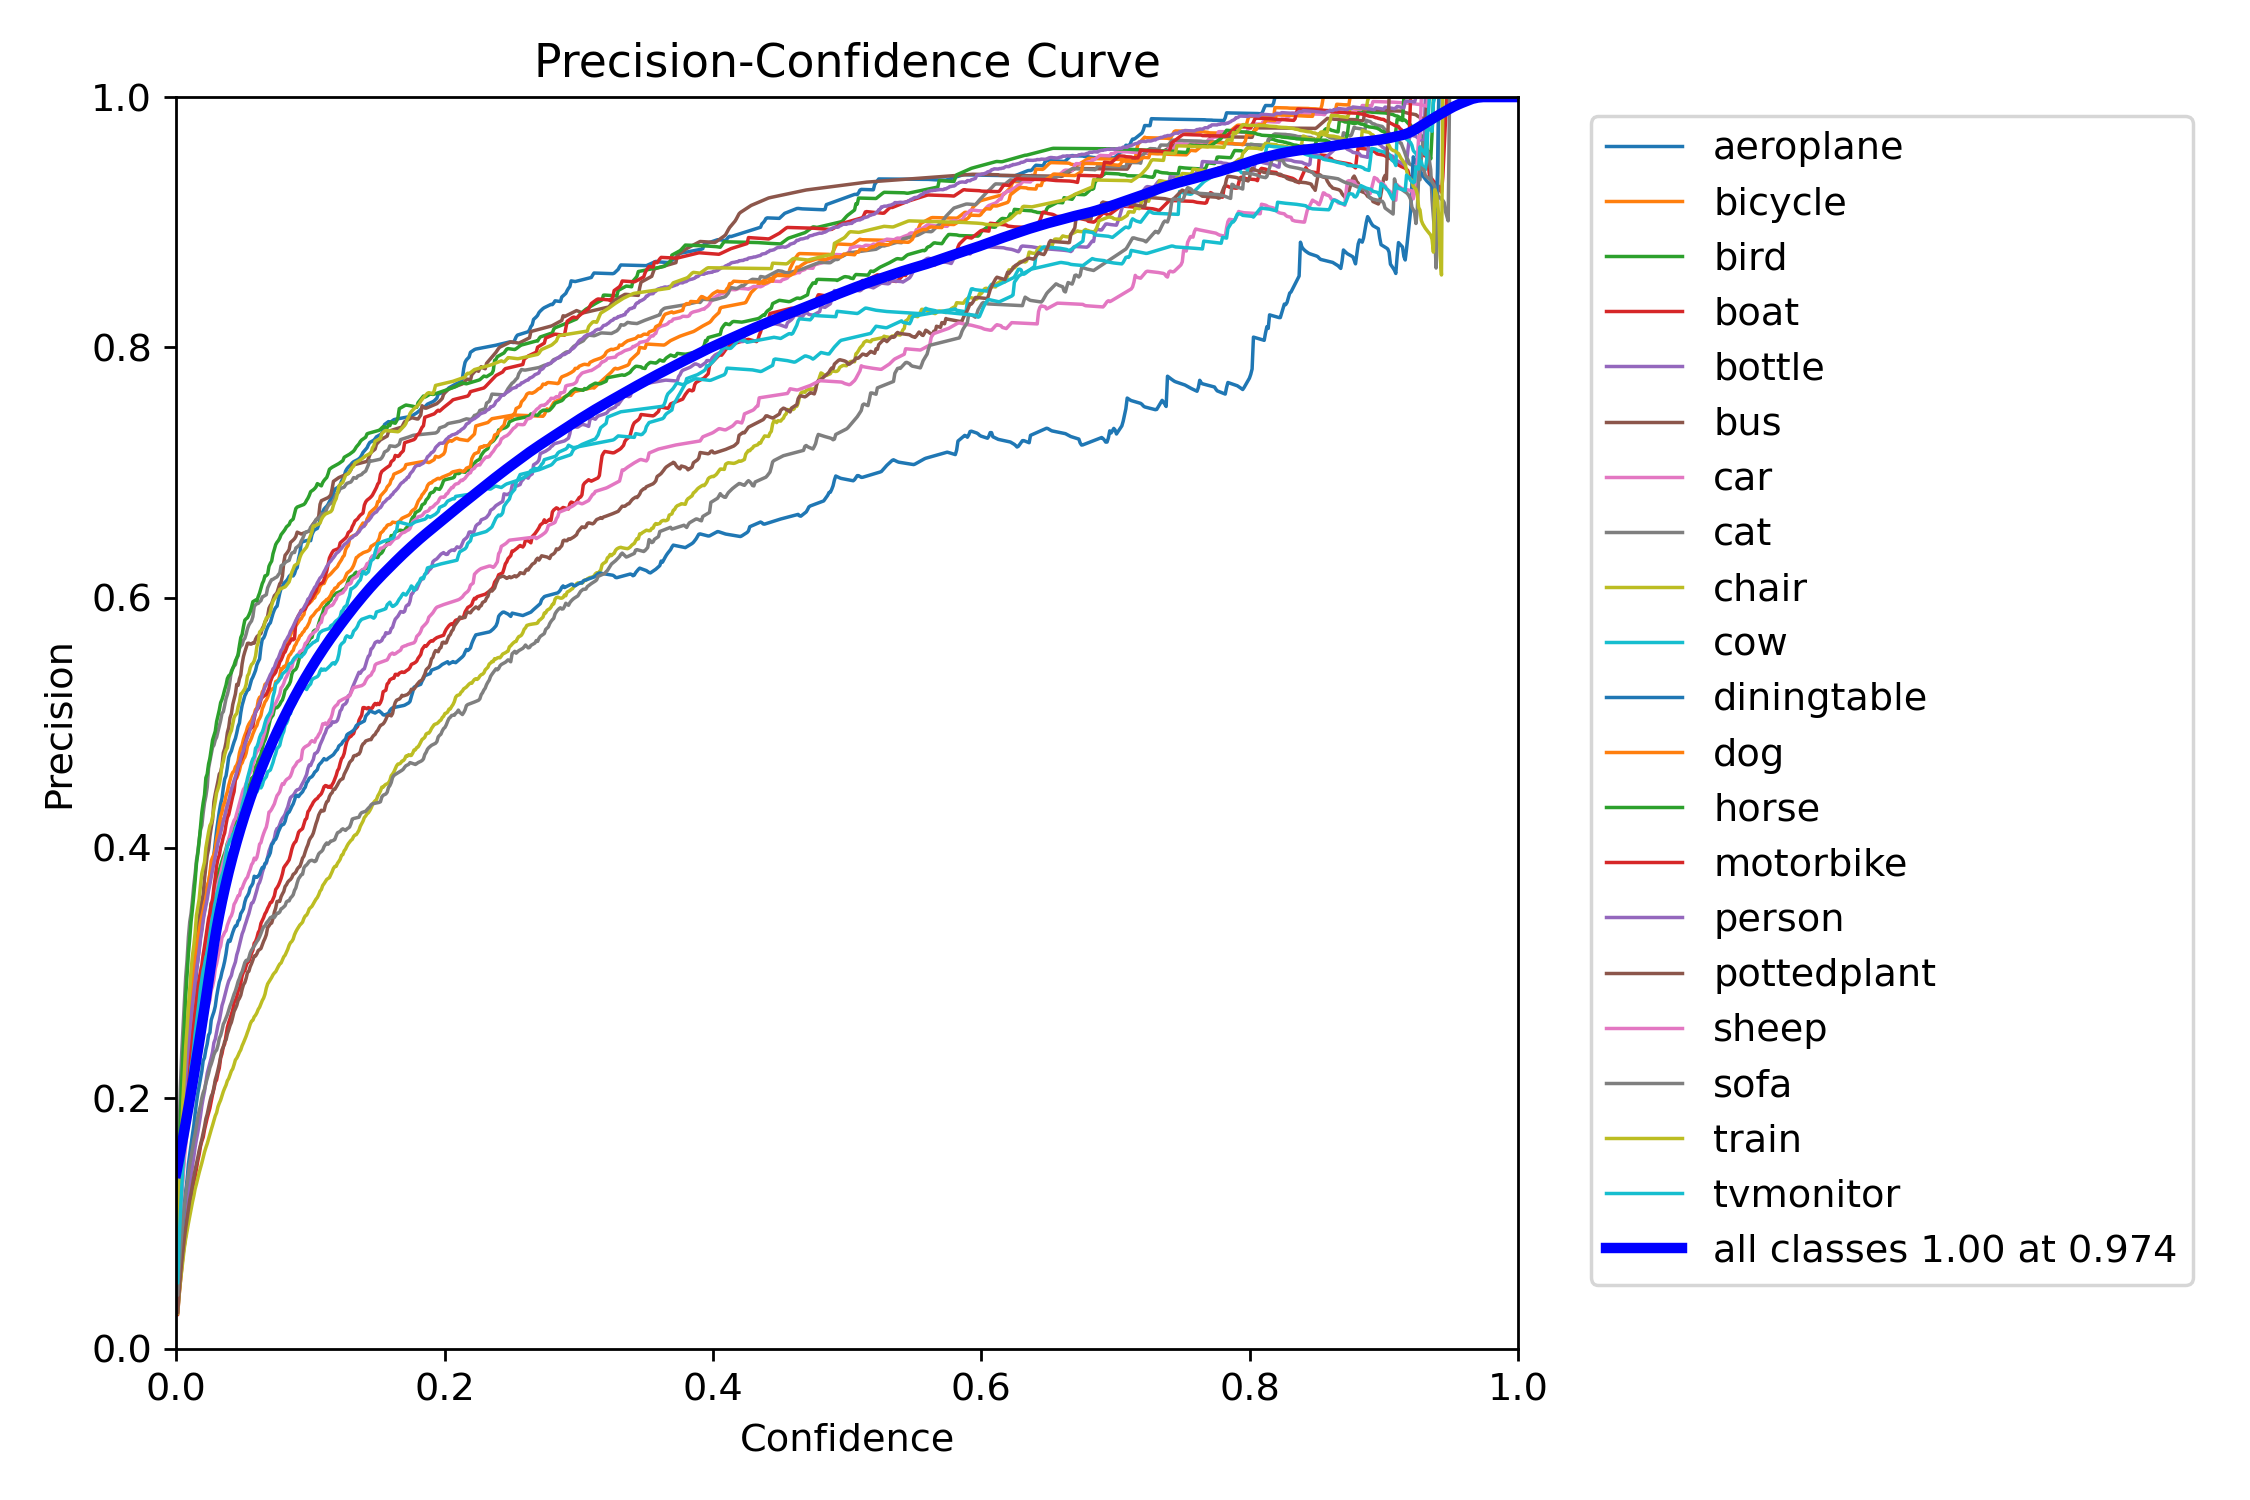 Precision-Confidence Curve
1.0
0.8
0.6
0.4
0.2
0.0
Precision
0.0 0.2 0.4 0.6 0.8 1.0
Confidence
aeroplane
bicycle
bird
boat
bottle
bus
car
cat
chair
cow
diningtable
dog
horse
motorbike
person
pottedplant
sheep
sofa
train
tvmonitor
all classes 1.00 at 0.974